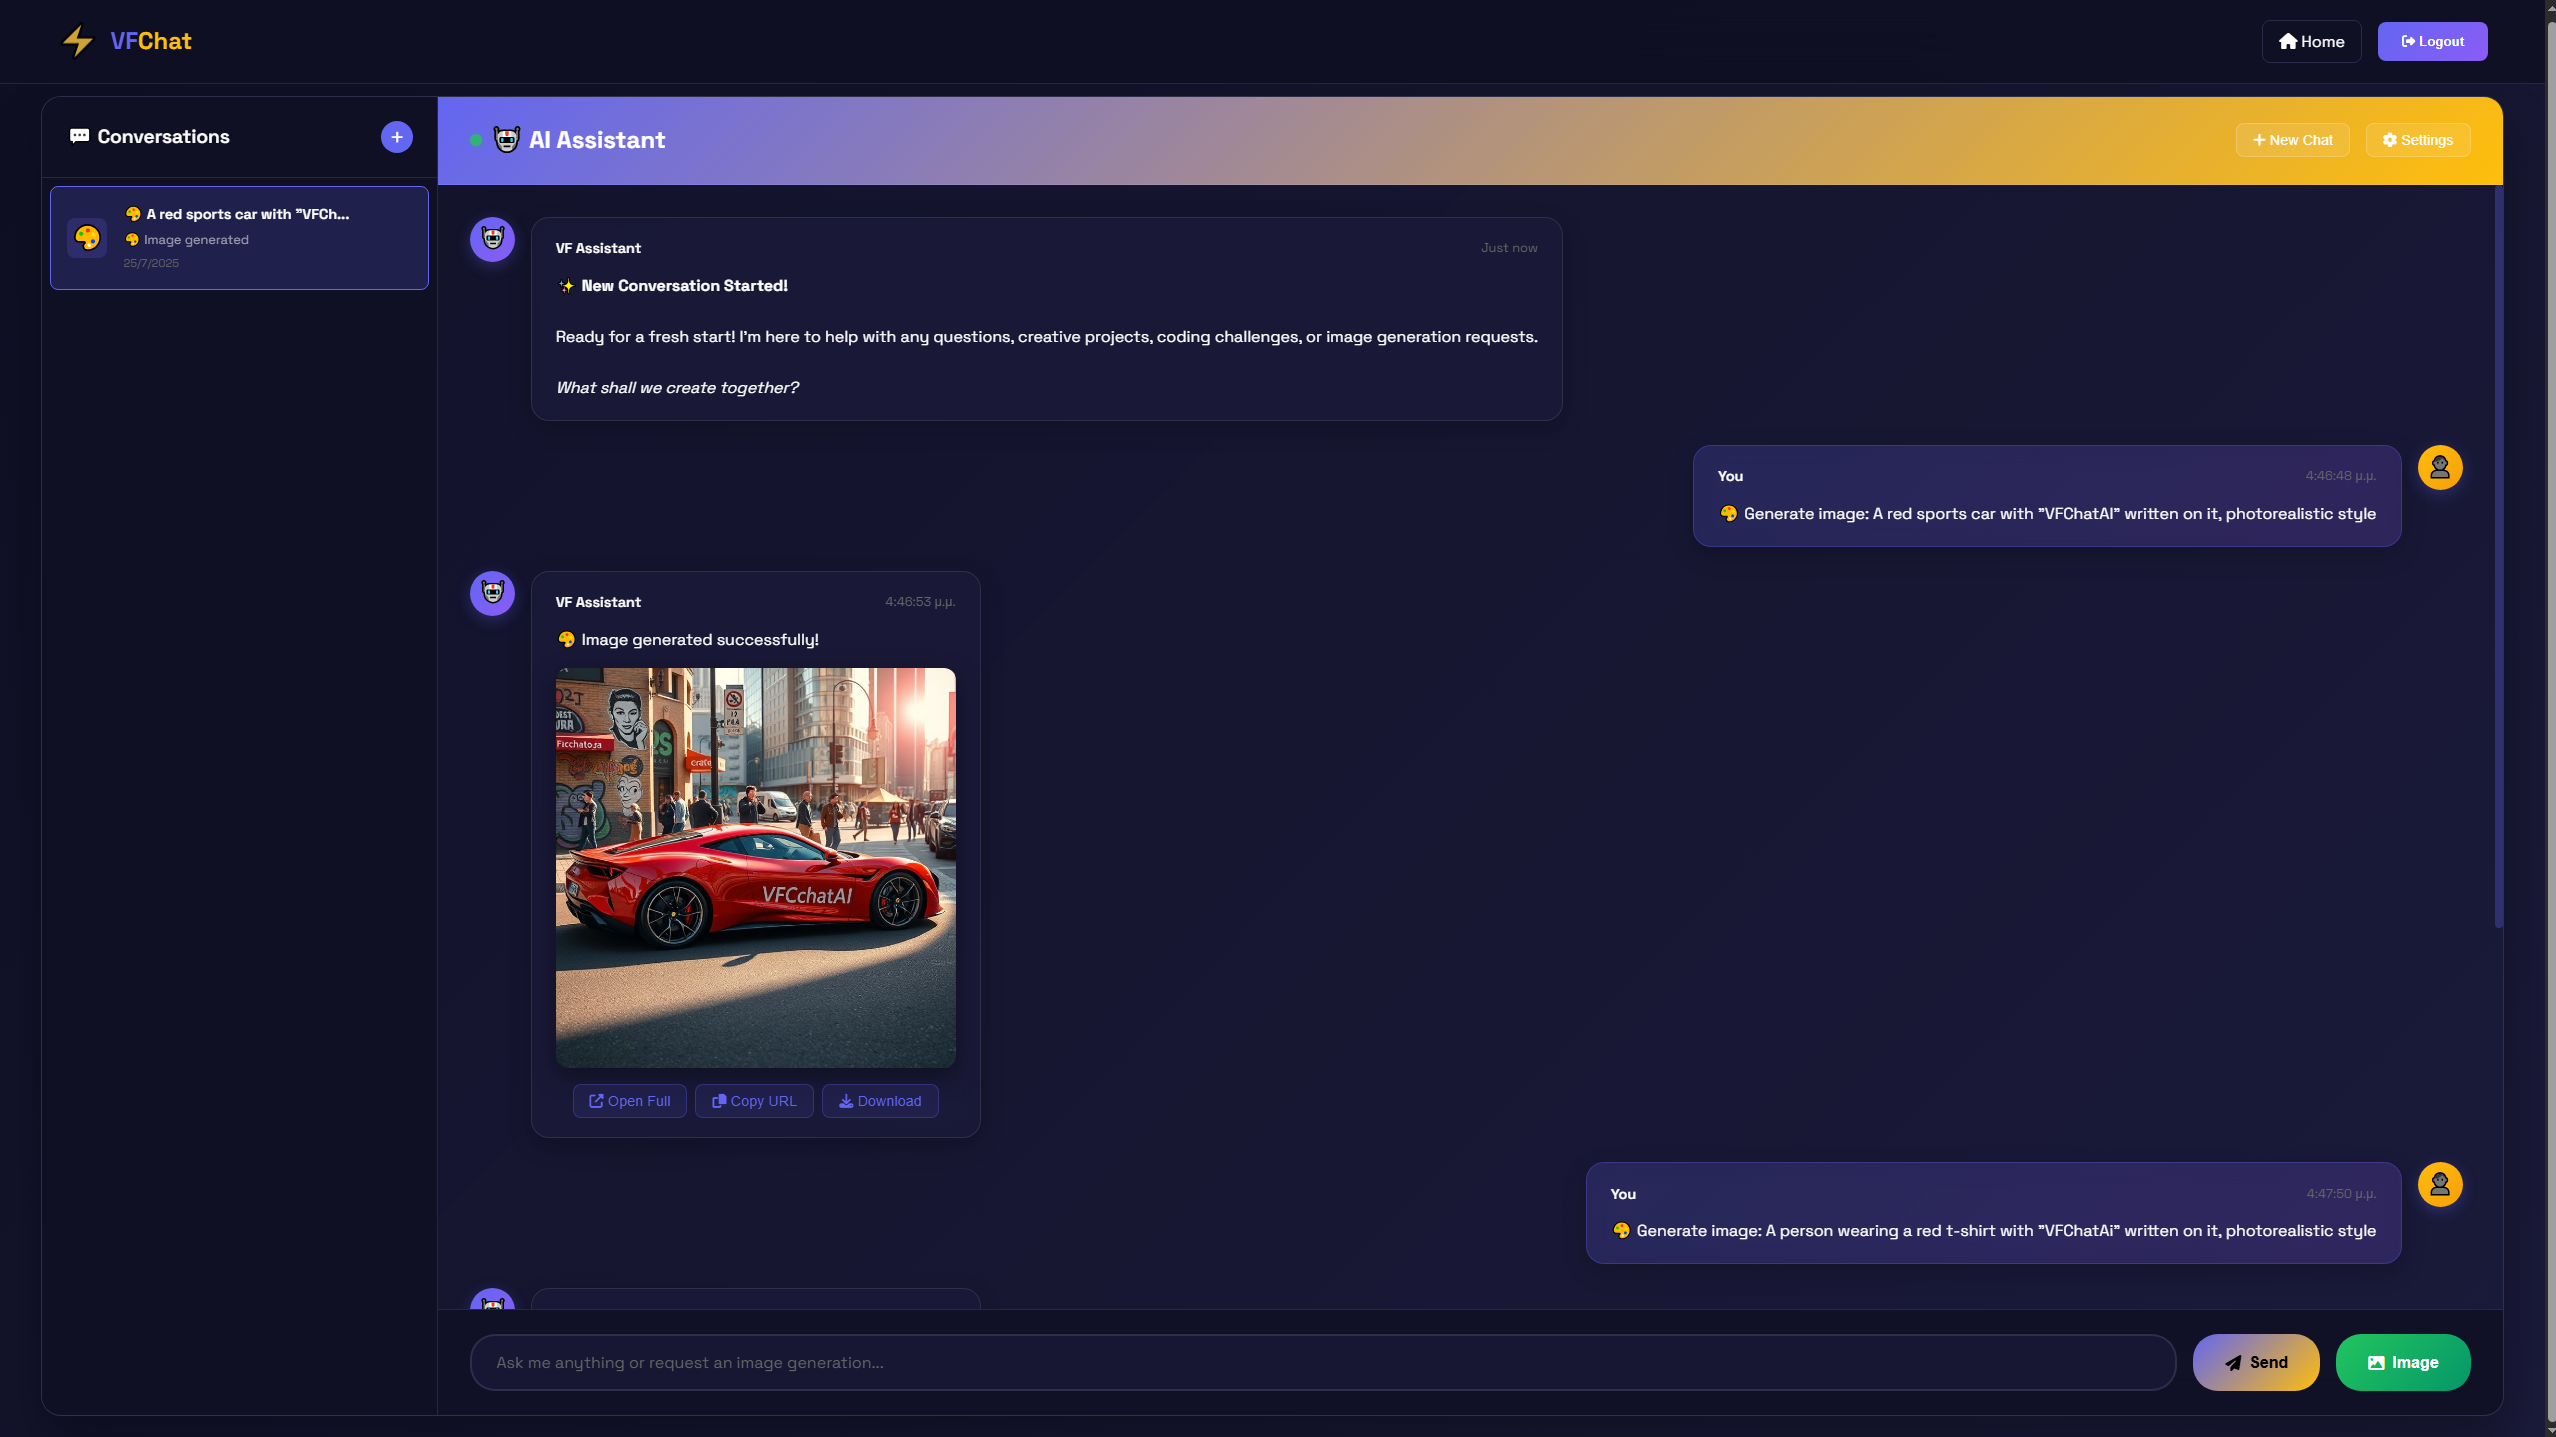 VFChat
Home
Logout
Conversations
+
AI Assistant
New Chat
Settings
A red sports car with "VFCh...
Image generated
25/7/2025
VF Assistant
Just now
New Conversation Started!
Ready for a fresh start! I'm here to help with any questions, creative projects, coding challenges, or image generation requests.
What shall we create together?
You
4:46:48 μ.μ.
Generate image: A red sports car with "VFChatAI" written on it, photorealistic style
VF Assistant
4:46:53 μ.μ.
Image generated successfully!
Ficchatosa
crate
VFCchatAI
Open Full
Copy URL
Download
You
4:47:50 μ.μ.
Generate image: A person wearing a red t-shirt with "VFChatAi" written on it, photorealistic style
Ask me anything or request an image generation...
Send
Image